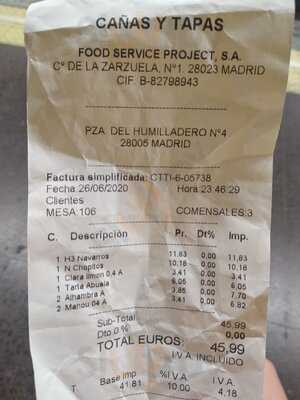 CAÑAS Y TAPAS
FOOD SERVICE PROJECT, S.A.
Cº DE LA ZARZUELA, Nº1. 28023 MADRID
CIF. B-82798943
PZA. DEL HUMILLADERO Nº4
28005 MADRID
Factura simplificada: CTTI-6-05738
Fecha 26/06/2020 Hora 23:46:29
Clientes
MESA:106 COMENSALES:3
C. Descripción Pr. Dt% Imp.
1 H3 Navarros 11,83 0,00 11,83
1 N Chopitos 10,18 0,00 10,18
1 Clara limon 0,4 A 3,41 0,00 3,41
1 Tarta Abuela 6,05 0,00 6,05
2 Alhambra A 3,85 0,00 7,70
2 Mahou 04 A 3,41 0,00 6,82
Sub-Total 45,99
Dto 0 % 0,00
TOTAL EUROS: 45,99
I.V.A. INCLUIDO
T. Base Imp %I.V.A I.V.A.
41.81 10.00 4.18